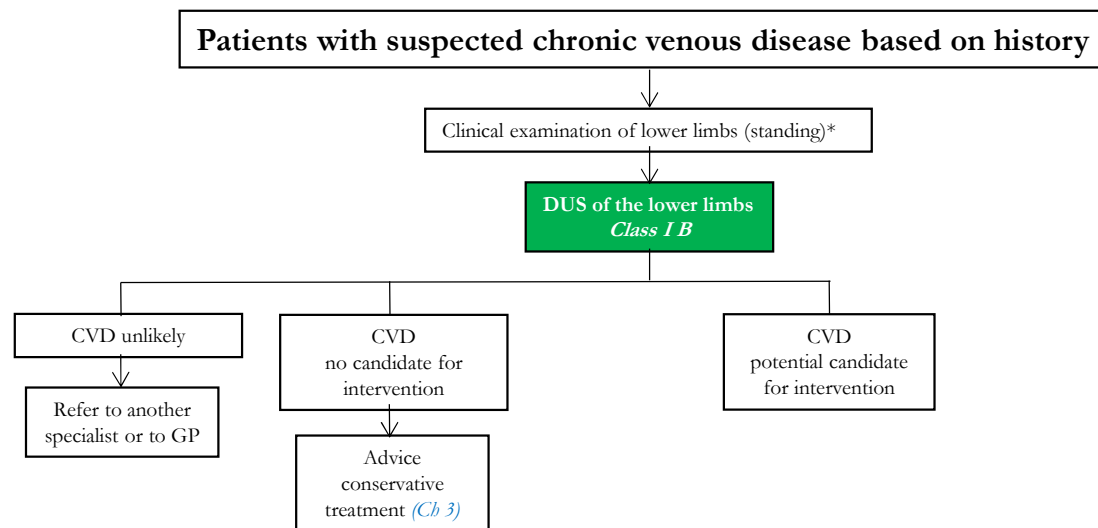 Patients with suspected chronic venous disease based on history
Clinical examination of lower limbs (standing)*
DUS of the lower limbs
Class I B
CVD unlikely
Refer to another
specialist or to GP
CVD
no candidate for
intervention
Advice
conservative
treatment (Ch 3)
CVD
potential candidate
for intervention